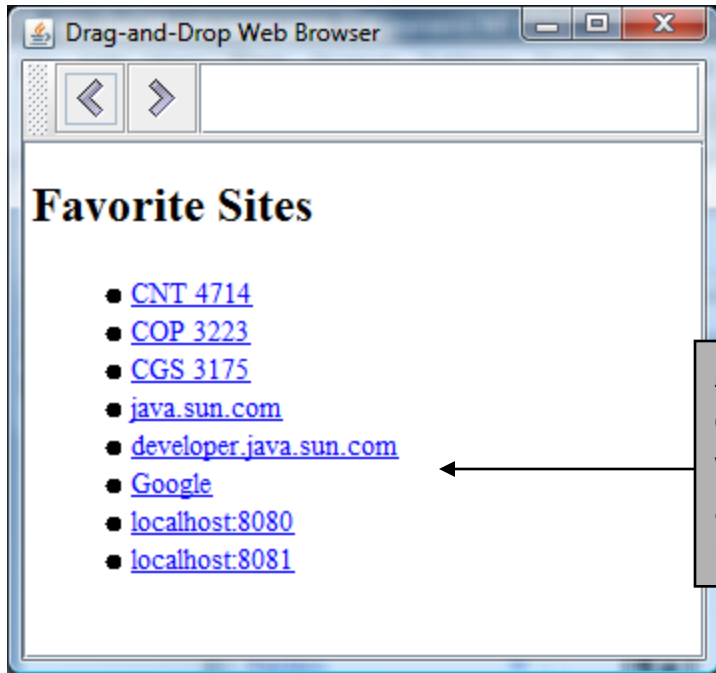 Drag-and-Drop Web Browser
Favorite Sites
CNT 4714
COP 3223
CGS 3175
java.sun.com
developer.java.sun.com
Google
localhost:8080
localhost:8081